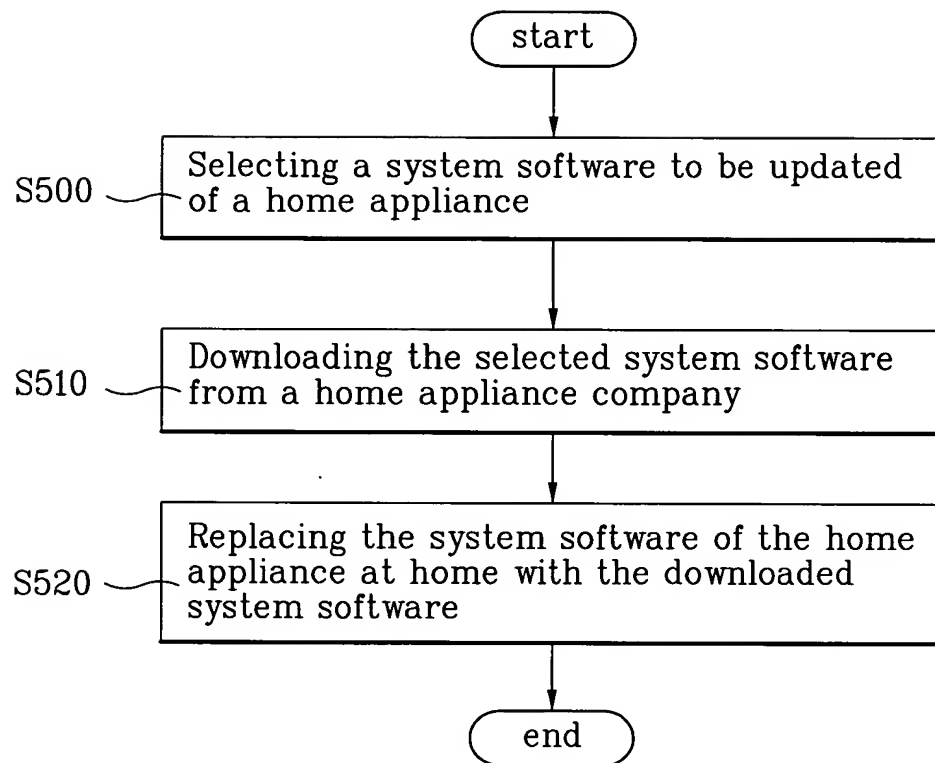 start
S500
Selecting a system software to be updated
of a home appliance
S510
Downloading the selected system software
from a home appliance company
S520
Replacing the system software of the home
appliance at home with the downloaded
system software
end